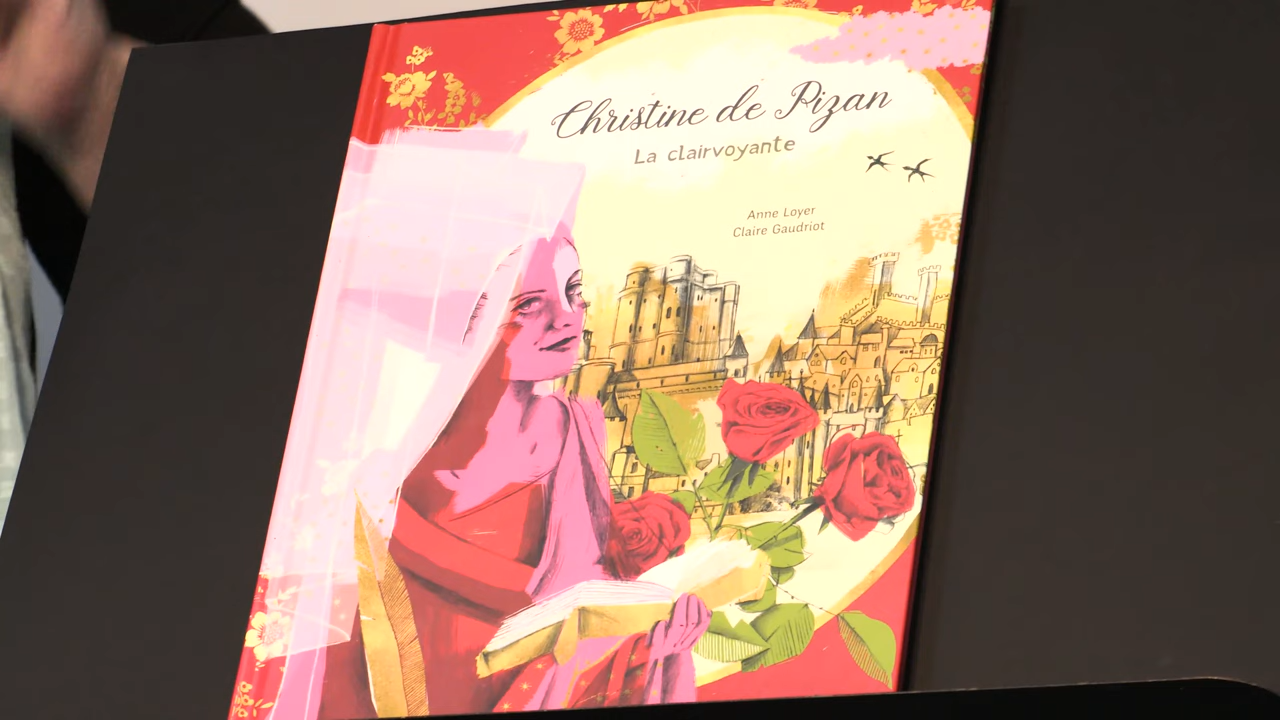 Christine de Pizan
La clairvoyante
Anne Loyer
Claire Gaudriot